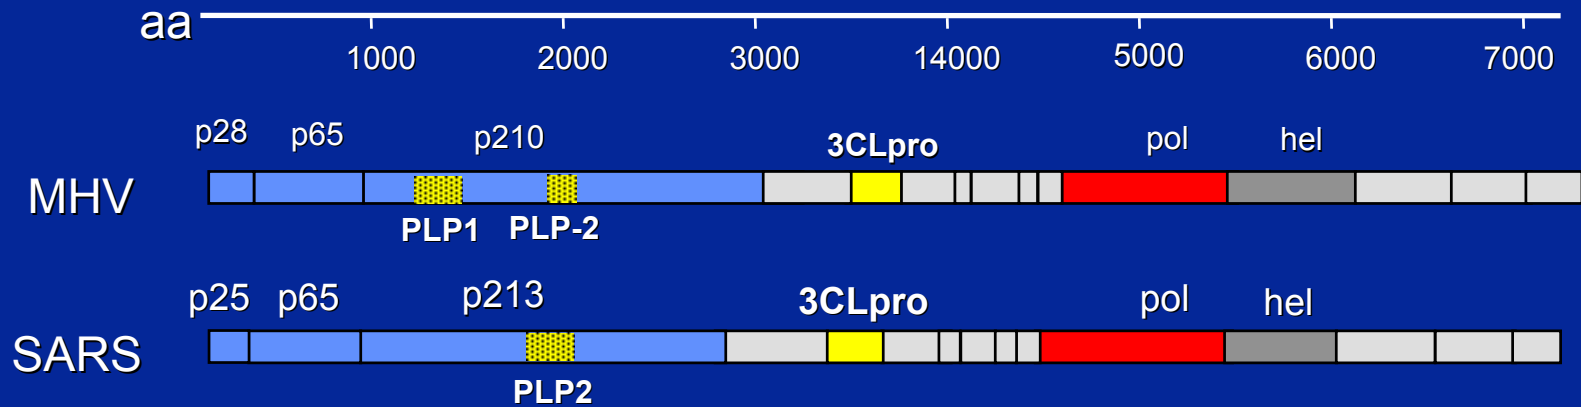 aa
1000 2000 3000 14000 5000 6000 7000
p28 p65 p210 3CLpro pol hel
MHV
PLP1 PLP-2
p25 p65 p213 3CLpro pol hel
SARS
PLP2